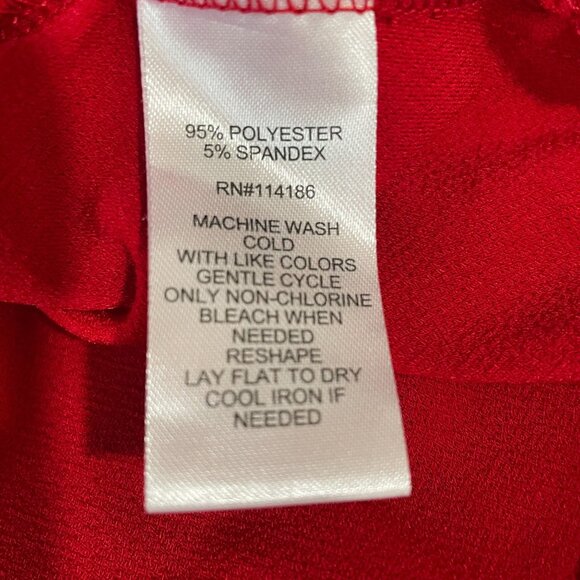 95% POLYESTER
5% SPANDEX
RN#114186
MACHINE WASH
COLD
WITH LIKE COLORS
GENTLE CYCLE
ONLY NON-CHLORINE
BLEACH WHEN
NEEDED
RESHAPE
LAY FLAT TO DRY
COOL IRON IF
NEEDED